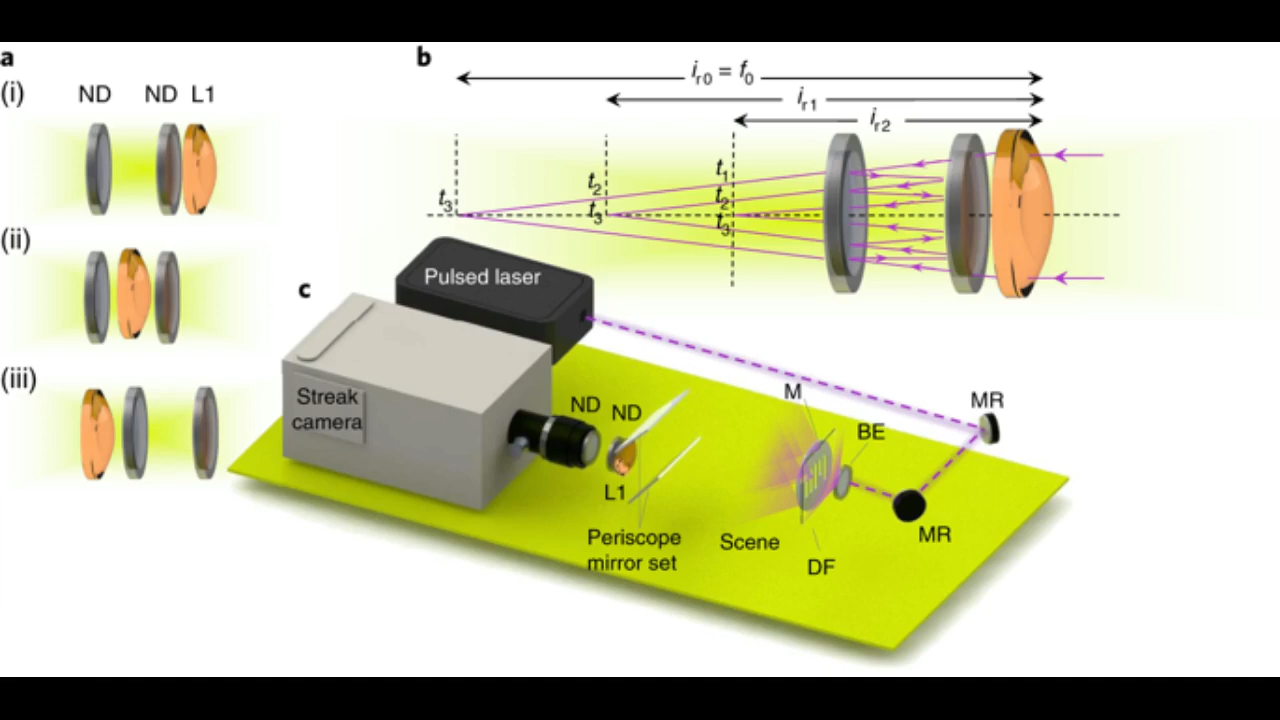 a
(i)
ND ND L1
(ii)
(iii)
b
i_r0 = f_0
i_r1
i_r2
t_1
t_2
t_2
t_3
t_3
t_3
c
Pulsed laser
Streak
camera
ND
ND
L1
Periscope
mirror set
Scene
M
BE
DF
MR
MR